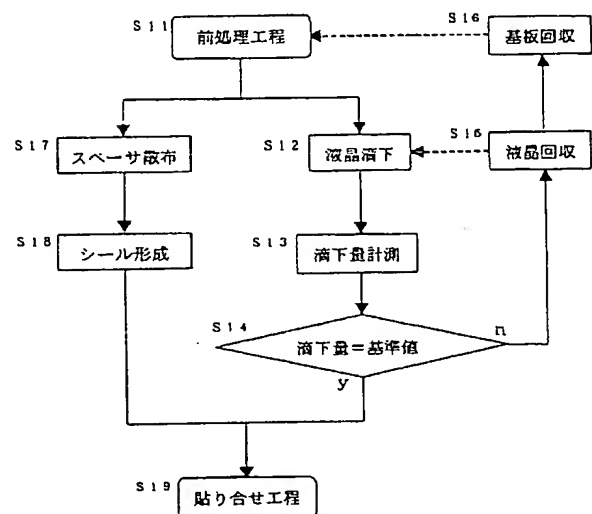 S11
前処理工程
S16
基板回収
S17
スペーサ散布
S12
液晶滴下
S15
液晶回収
S18
シール形成
S13
滴下量計測
S14
滴下量＝基準値
n
y
S19
貼り合せ工程